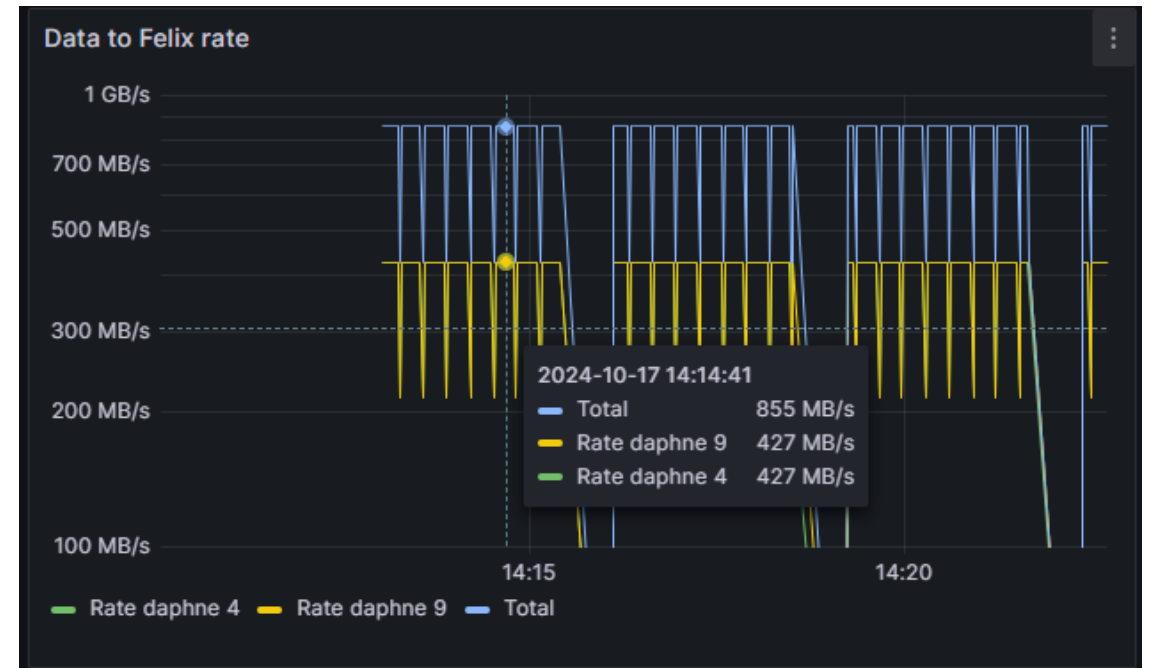 Data to Felix rate
1 GB/s
700 MB/s
500 MB/s
300 MB/s
200 MB/s
100 MB/s
2024-10-17 14:14:41
Total 855 MB/s
Rate daphne 9 427 MB/s
Rate daphne 4 427 MB/s
14:15 14:20
Rate daphne 4 Rate daphne 9 Total